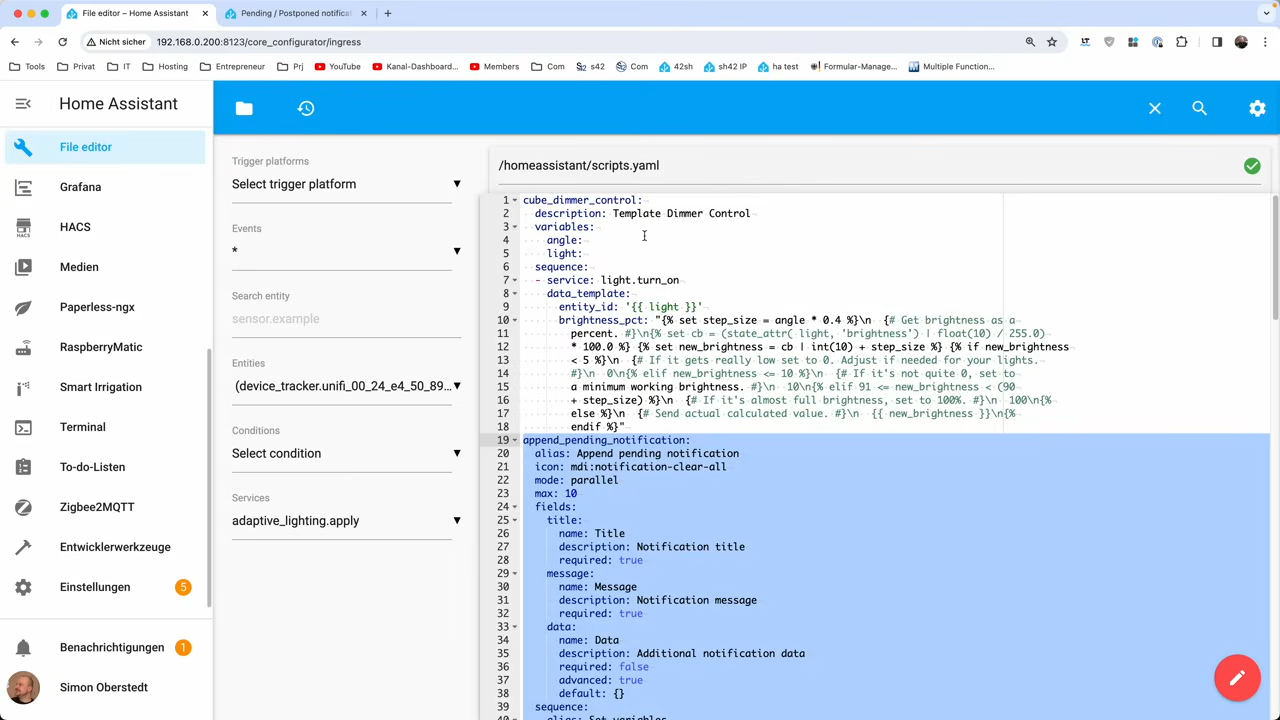 File editor – Home Assistant
Pending / Postponed notificat
Nicht sicher
192.168.0.200:8123/core_configurator/ingress
Tools
Privat
IT
Hosting
Entrepreneur
Prj
YouTube
Kanal-Dashboard...
Members
Com
s42
Com
42sh
sh42 IP
ha test
Formular-Manage...
Multiple Function...
Home Assistant
File editor
Grafana
HACS
HACS
Medien
Paperless-ngx
RaspberryMatic
Smart Irrigation
Terminal
To-do-Listen
Zigbee2MQTT
Entwicklerwerkzeuge
Einstellungen
5
Benachrichtigungen
1
Simon Oberstedt
Trigger platforms
Select trigger platform
Events
*
Search entity
sensor.example
Entities
(device_tracker.unifi_00_24_e4_50_89...
Conditions
Select condition
Services
adaptive_lighting.apply
/homeassistant/scripts.yaml
1 cube_dimmer_control:
2 description: Template Dimmer Control
3 variables:
4 angle:
5 light:
6 sequence:
7 - service: light.turn_on
8 data_template:
9 entity_id: '{{ light }}'
10 brightness_pct: "{% set step_size = angle * 0.4 %}\n {# Get brightness as a
11 percent. #}\n{% set cb = (state_attr( light, 'brightness') | float(10) / 255.0)
12 * 100.0 %} {% set new_brightness = cb | int(10) + step_size %} {% if new_brightness
13 < 5 %}\n {# If it gets really low set to 0. Adjust if needed for your lights.
14 #}\n 0\n{% elif new_brightness <= 10 %} {# If it's not quite 0, set to
15 a minimum working brightness. #}\n 10\n{% elif 91 <= new_brightness < (90
16 + step_size) %}\n {# If it's almost full brightness, set to 100%. #}\n 100\n{%
17 else %}\n {# Send actual calculated value. #}\n {{ new_brightness }}\n{%
18 endif %}"
19 append_pending_notification:
20 alias: Append pending notification
21 icon: mdi:notification-clear-all
22 mode: parallel
23 max: 10
24 fields:
25 title:
26 name: Title
27 description: Notification title
28 required: true
29 message:
30 name: Message
31 description: Notification message
32 required: true
33 data:
34 name: Data
35 description: Additional notification data
36 required: false
37 advanced: true
38 default: {}
39 sequence:
40 alias: Set variables